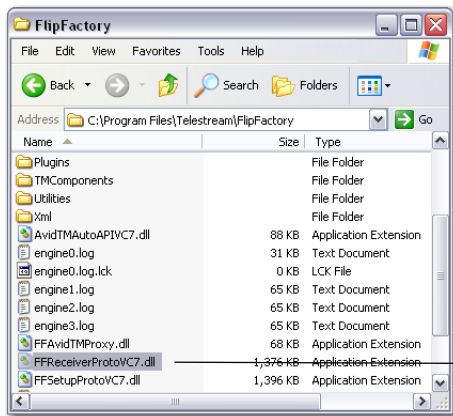 FlipFactory
File Edit View Favorites Tools Help
Back Search Folders
Address C:\Program Files\Telestream\FlipFactory Go
Name Size Type
Plugins File Folder
TMComponents File Folder
Utilities File Folder
Xml File Folder
AvidTMAutoAPIVC7.dll 88 KB Application Extension
engine0.log 31 KB Text Document
engine0.log.lck 0 KB LCK File
engine1.log 65 KB Text Document
engine2.log 65 KB Text Document
engine3.log 65 KB Text Document
FFAvidTMProxy.dll 68 KB Application Extension
FFReceiverProtoVC7.dll 1,376 KB Application Extension
FFSetupProtoVC7.dll 1,396 KB Application Extension